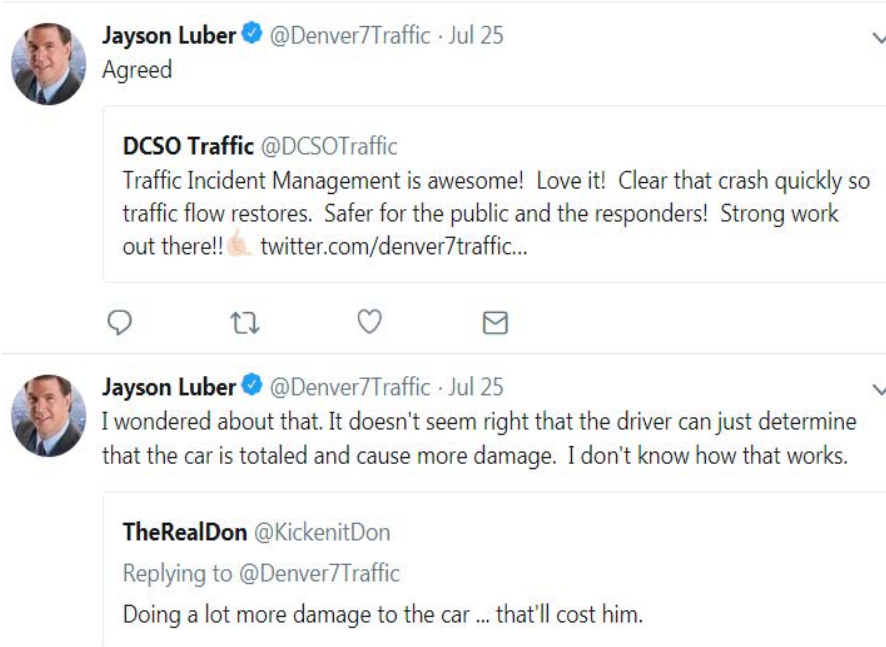 Jayson Luber @Denver7Traffic · Jul 25
Agreed
DCSO Traffic @DCSOTraffic
Traffic Incident Management is awesome!  Love it!  Clear that crash quickly so
traffic flow restores.  Safer for the public and the responders!  Strong work
out there!!🤙🏻 twitter.com/denver7traffic...
Jayson Luber @Denver7Traffic · Jul 25
I wondered about that. It doesn't seem right that the driver can just determine
that the car is totaled and cause more damage.  I don't know how that works.
TheRealDon @KickenitDon
Replying to @Denver7Traffic
Doing a lot more damage to the car ... that'll cost him.